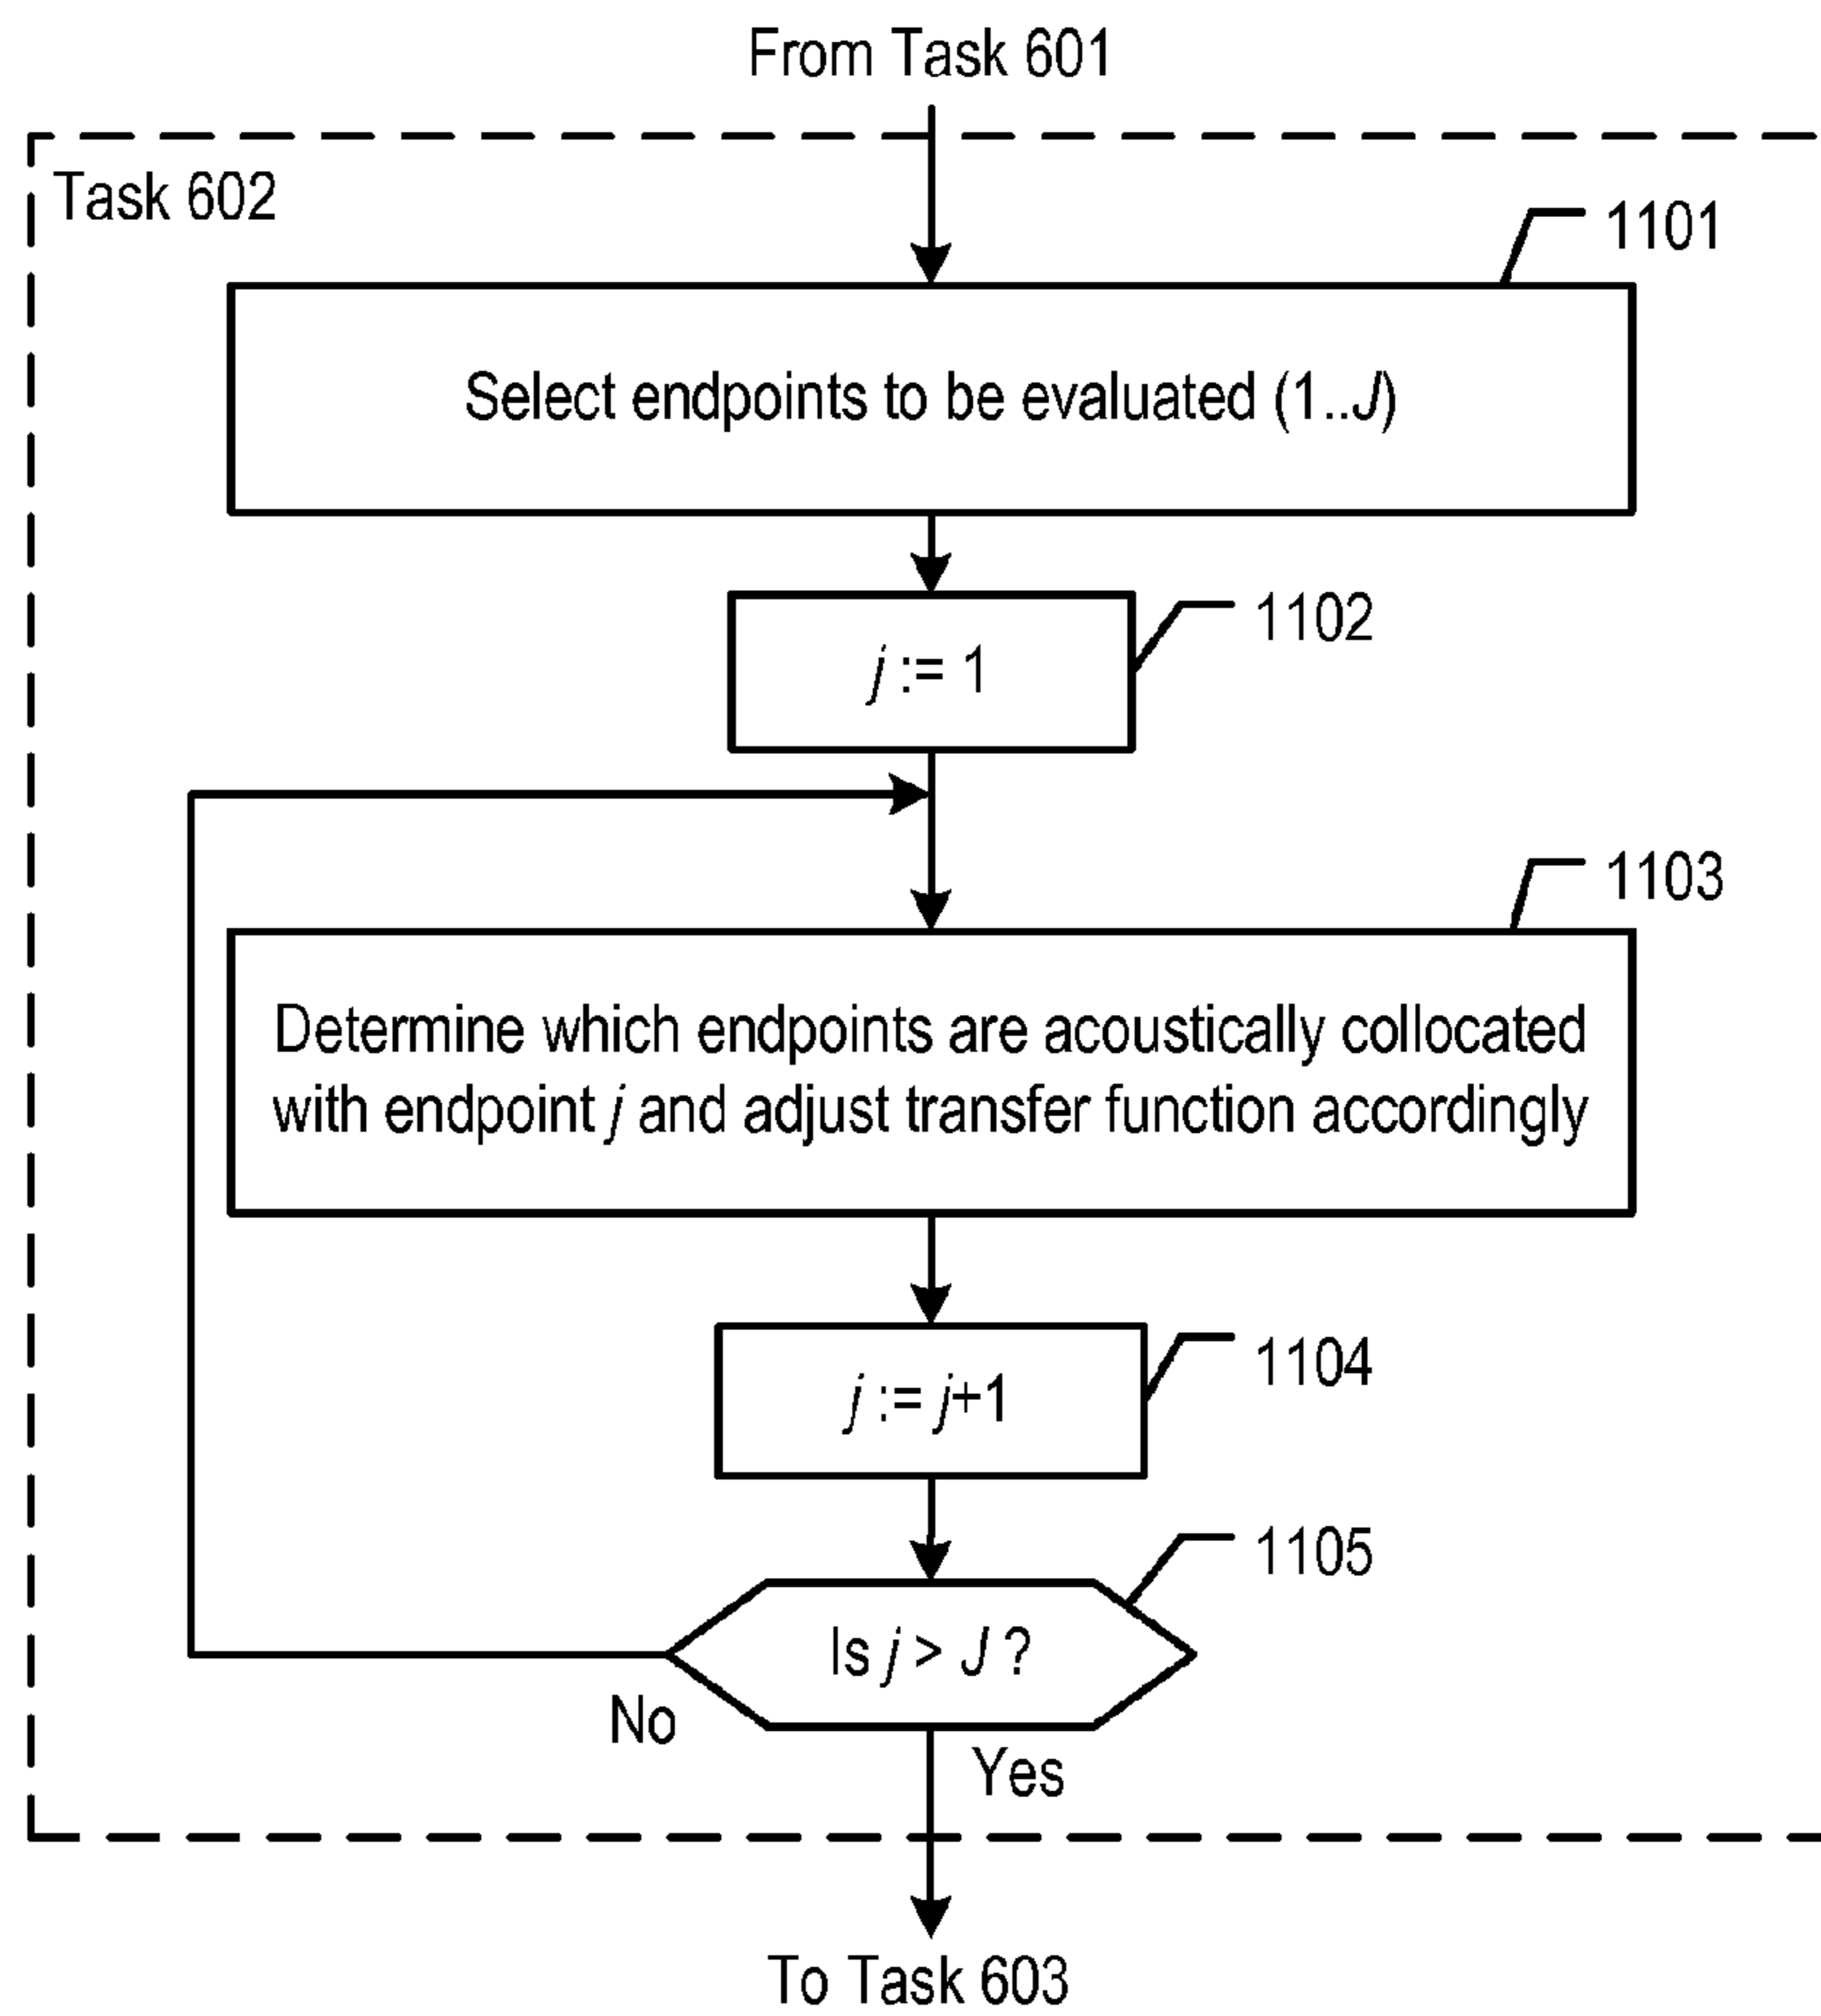 From Task 601
Task 602
1101
Select endpoints to be evaluated (1..J)
1102
j := 1
1103
Determine which endpoints are acoustically collocated
with endpoint j and adjust transfer function accordingly
1104
j := j+1
1105
Is j > J ?
No
Yes
To Task 603